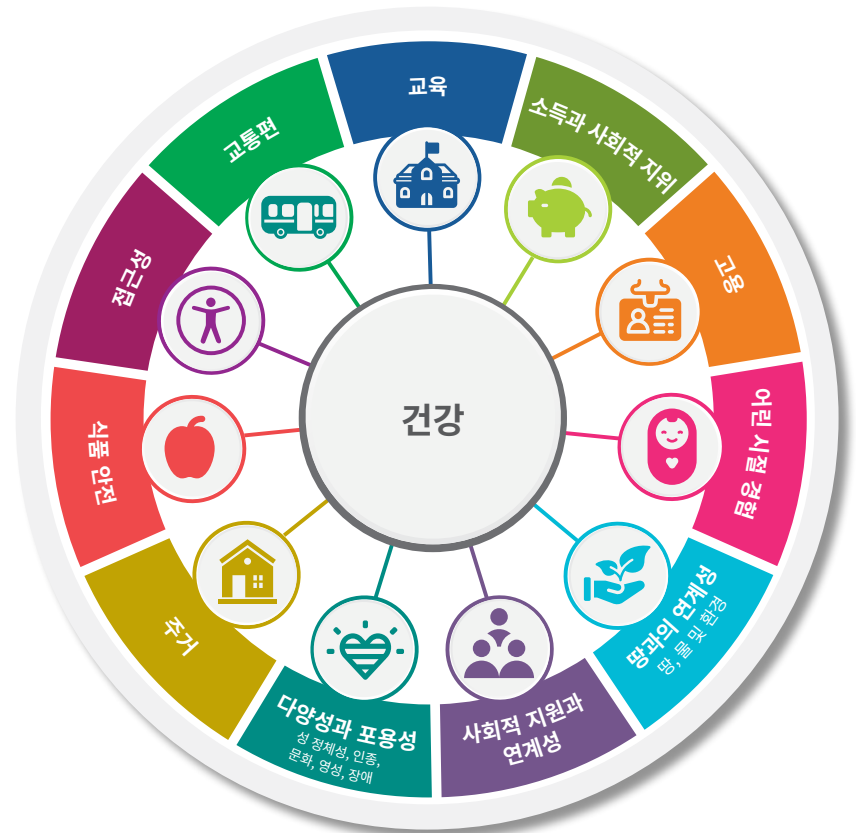 교육
소득과 사회적 지위
고용
어린 시절 경험
땅과의 연계성
땅, 물 및 환경
사회적 지원과
연계성
다양성과 포용성
성 정체성, 인종,
문화, 영성, 장애
주거
식품 안전
접근성
교통편
건강